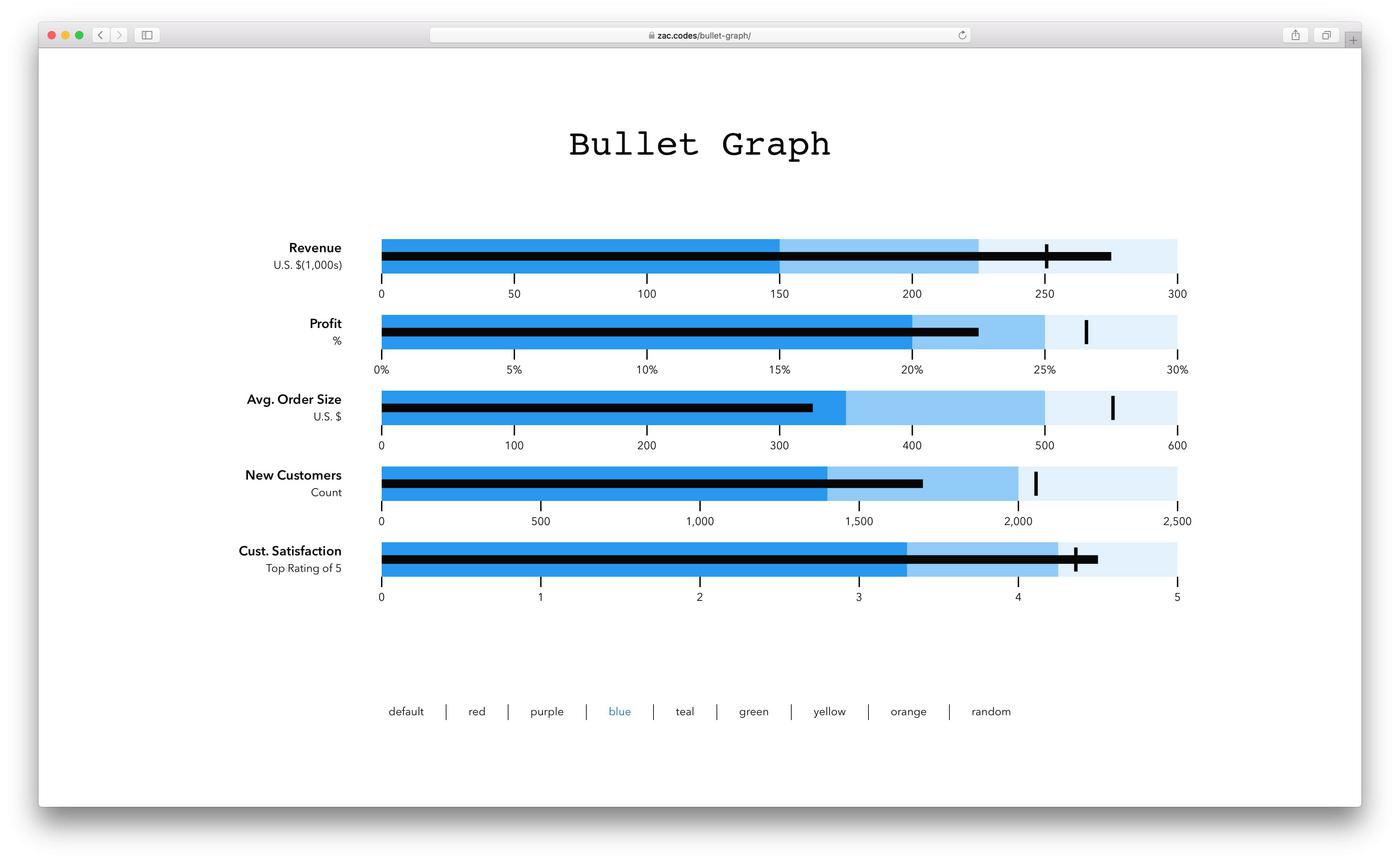 zac.codes/bullet-graph/
Bullet Graph
Revenue
U.S. $(1,000s)
0 50 100 150 200 250 300
Profit
%
0% 5% 10% 15% 20% 25% 30%
Avg. Order Size
U.S. $
0 100 200 300 400 500 600
New Customers
Count
0 500 1,000 1,500 2,000 2,500
Cust. Satisfaction
Top Rating of 5
0 1 2 3 4 5
default red purple blue teal green yellow orange random